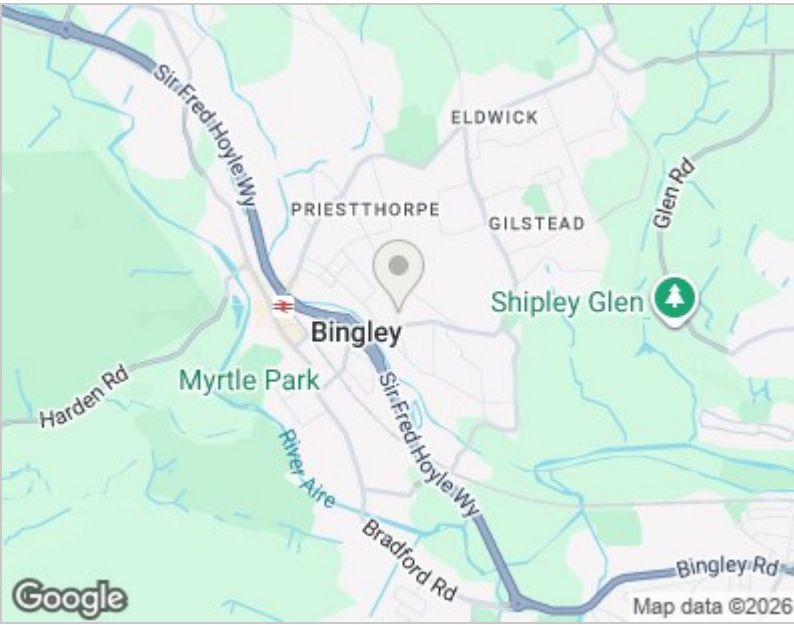 Sir Fred Hoyle Wy
ELDWICK
PRIESTTHORPE
GILSTEAD
Glen Rd
Shipley Glen
Bingley
Myrtle Park
Harden Rd
Sir Fred Hoyle Wy
River Aire
Bradford Rd
Bingley Rd
Google
Map data ©2026